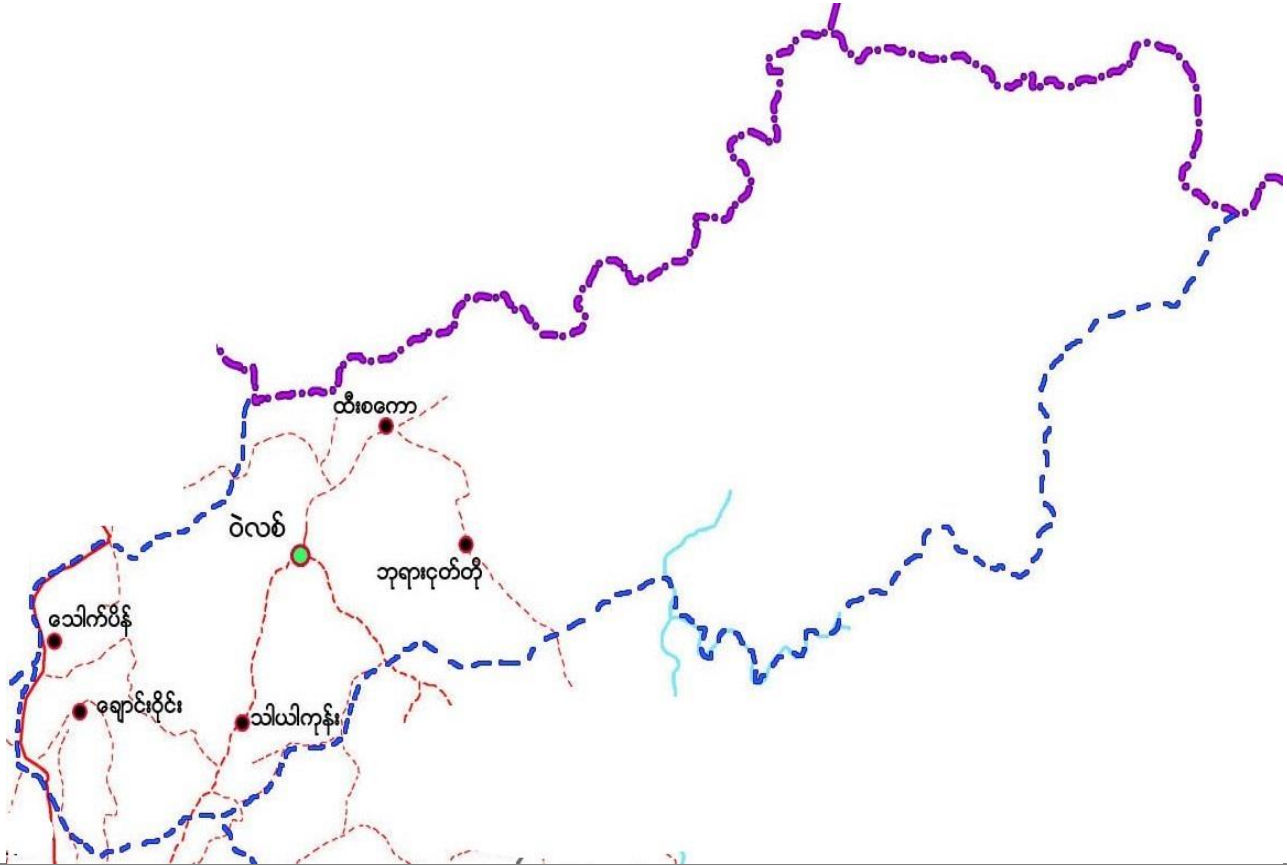 ထီးစကော
ဝဲလစ်
ဘုရားငုတ်တို
သေါက်ပိန်
ချောင်းဝိုင်း
သါယါကုန်း